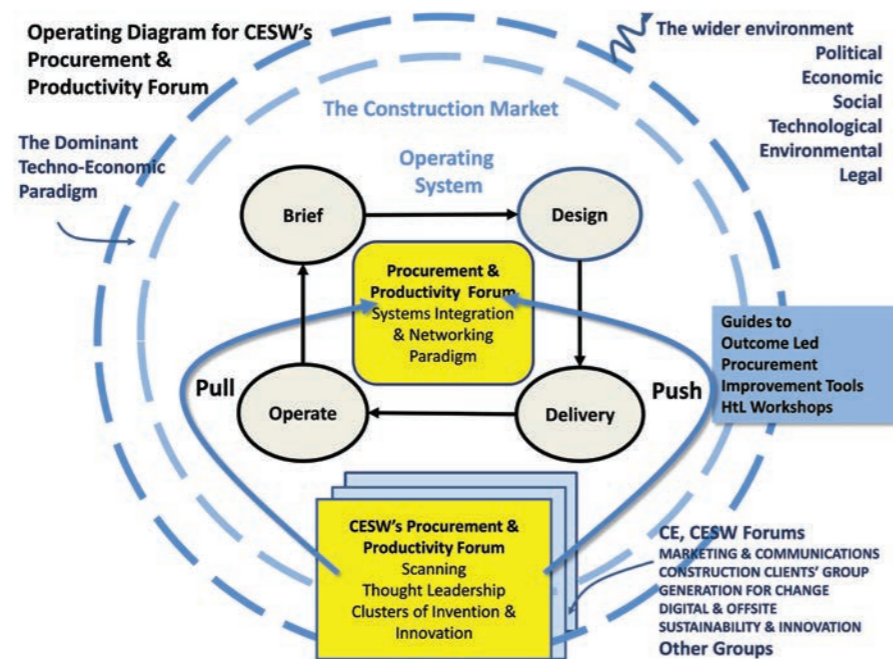 Operating Diagram for CESW's
Procurement &
Productivity Forum
The wider environment
Political
Economic
Social
Technological
Environmental
Legal
The Construction Market
The Dominant
Techno-Economic
Paradigm
Operating
System
Brief
Design
Procurement &
Productivity Forum
Systems Integration
& Networking
Paradigm
Guides to
Outcome Led
Procurement
Improvement Tools
HtL Workshops
Pull
Push
Operate
Delivery
CESW's Procurement &
Productivity Forum
Scanning
Thought Leadership
Clusters of Invention &
Innovation
CE, CESW Forums
MARKETING & COMMUNICATIONS
CONSTRUCTION CLIENTS' GROUP
GENERATION FOR CHANGE
DIGITAL & OFFSITE
SUSTAINABILITY & INNOVATION
Other Groups